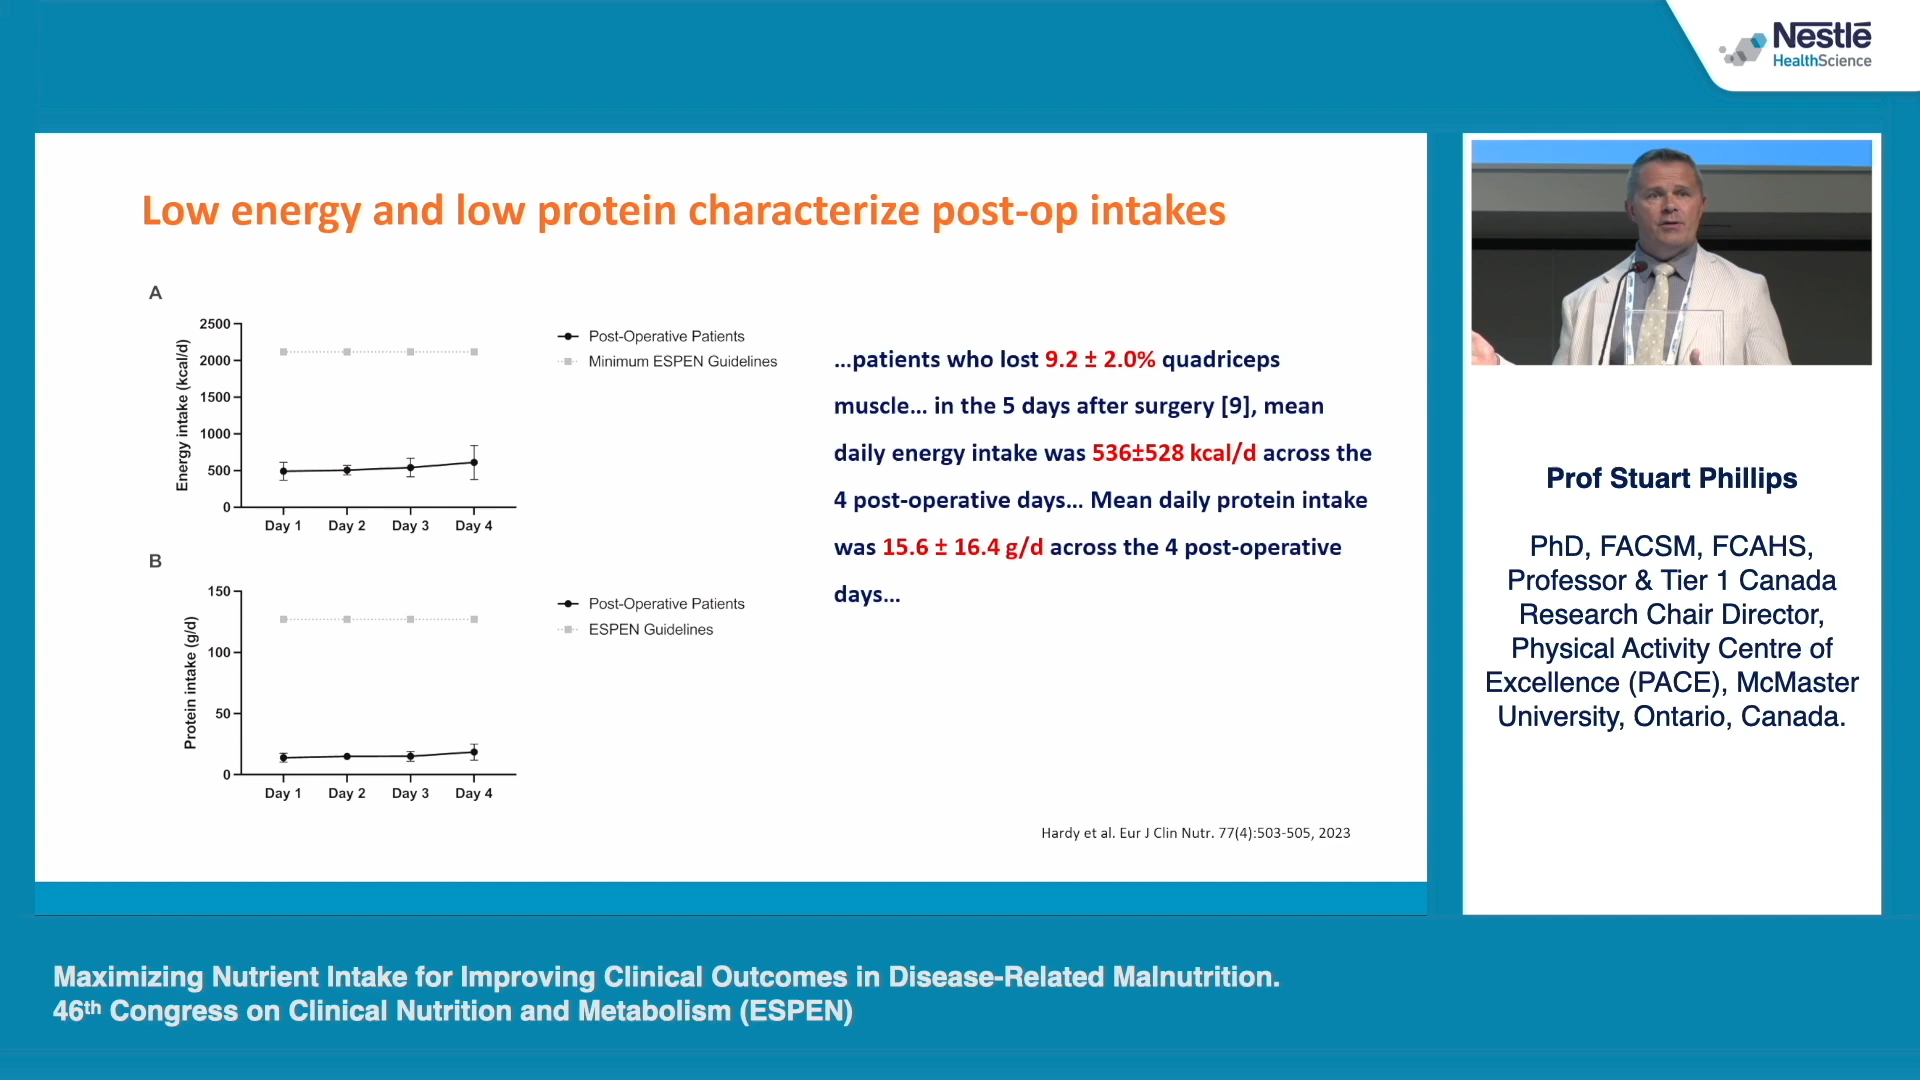 Nestlé
HealthScience
Low energy and low protein characterize post-op intakes
A
Energy intake (kcal/d)
2500
2000
1500
1000
500
0
Day 1 Day 2 Day 3 Day 4
Post-Operative Patients
Minimum ESPEN Guidelines
B
Protein intake (g/d)
150
100
50
0
Day 1 Day 2 Day 3 Day 4
Post-Operative Patients
ESPEN Guidelines
...patients who lost 9.2 ± 2.0% quadriceps
muscle... in the 5 days after surgery [9], mean
daily energy intake was 536±528 kcal/d across the
4 post-operative days... Mean daily protein intake
was 15.6 ± 16.4 g/d across the 4 post-operative
days...
Hardy et al. Eur J Clin Nutr. 77(4):503-505, 2023
Prof Stuart Phillips
PhD, FACSM, FCAHS,
Professor & Tier 1 Canada
Research Chair Director,
Physical Activity Centre of
Excellence (PACE), McMaster
University, Ontario, Canada.
Maximizing Nutrient Intake for Improving Clinical Outcomes in Disease-Related Malnutrition.
46th Congress on Clinical Nutrition and Metabolism (ESPEN)